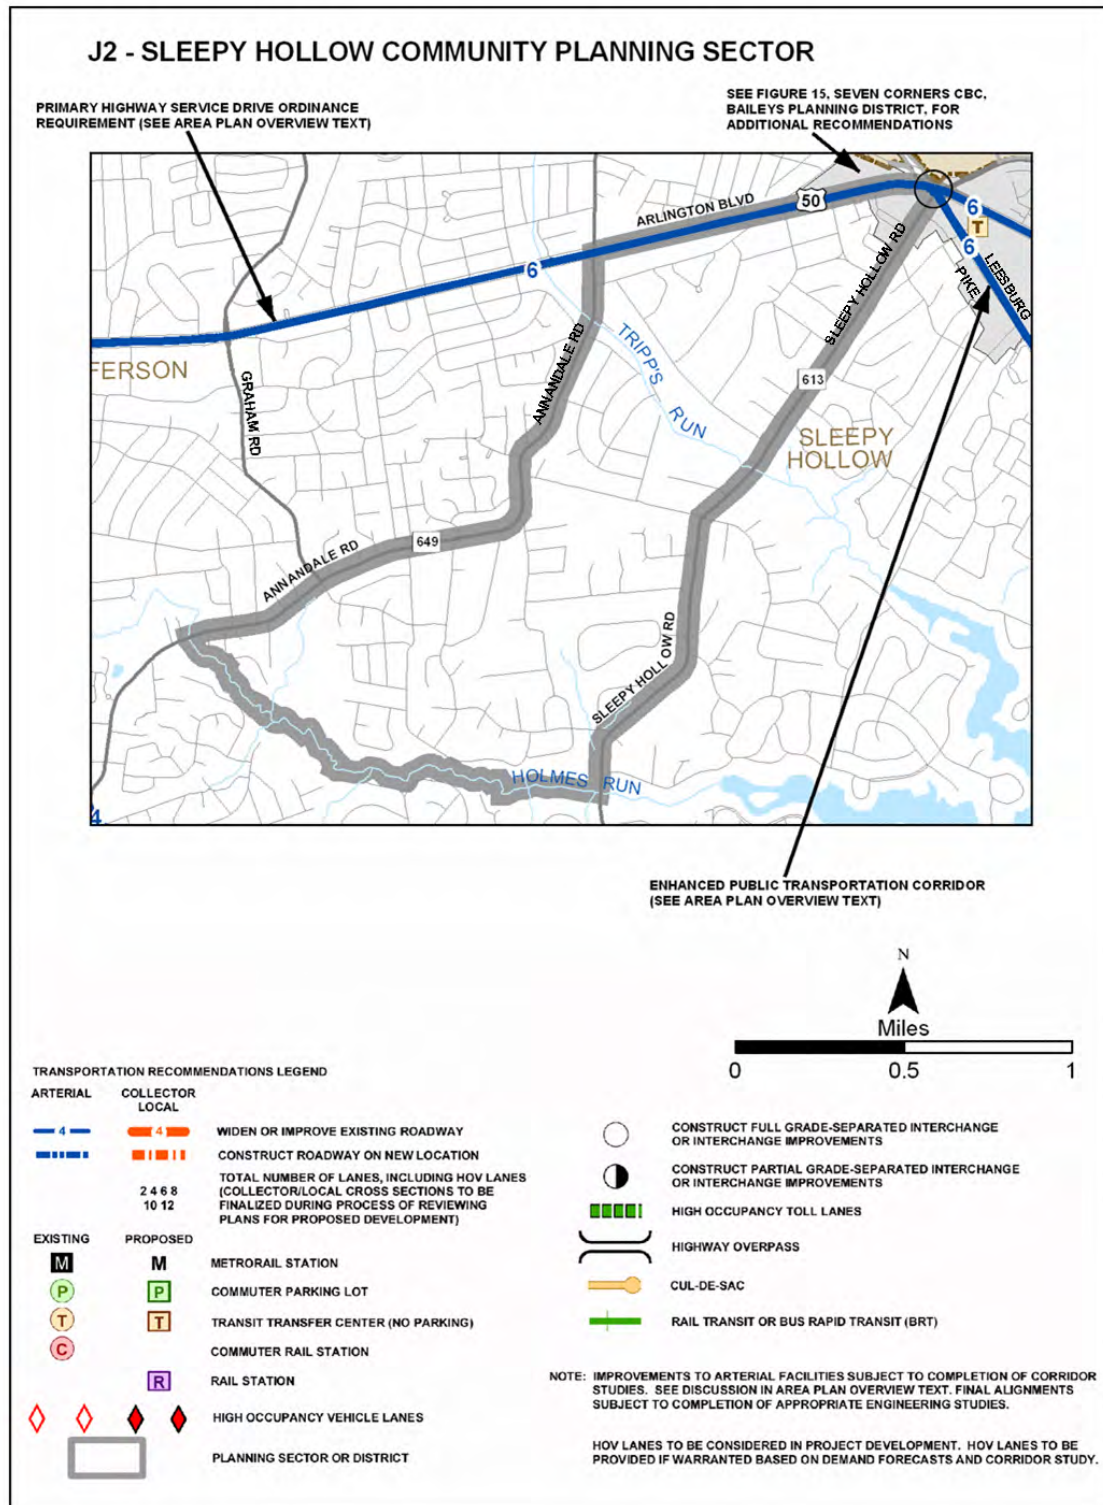 J2 - SLEEPY HOLLOW COMMUNITY PLANNING SECTOR
PRIMARY HIGHWAY SERVICE DRIVE ORDINANCE
REQUIREMENT (SEE AREA PLAN OVERVIEW TEXT)
SEE FIGURE 15, SEVEN CORNERS CBC,
BAILEYS PLANNING DISTRICT, FOR
ADDITIONAL RECOMMENDATIONS
ARLINGTON BLVD
50
6
6
6
6
T
LEESBURG
PIKE
SLEEPY HOLLOW RD
613
SLEEPY
HOLLOW
TRIPP'S
RUN
ANNANDALE RD
FERSON
GRAHAM RD
649
ANNANDALE RD
SLEEPY HOLLOW RD
HOLMES RUN
4
ENHANCED PUBLIC TRANSPORTATION CORRIDOR
(SEE AREA PLAN OVERVIEW TEXT)
N
Miles
0 0.5 1
TRANSPORTATION RECOMMENDATIONS LEGEND
ARTERIAL COLLECTOR
LOCAL
4 4 WIDEN OR IMPROVE EXISTING ROADWAY
CONSTRUCT ROADWAY ON NEW LOCATION
2 4 6 8
10 12
TOTAL NUMBER OF LANES, INCLUDING HOV LANES
(COLLECTOR/LOCAL CROSS SECTIONS TO BE
FINALIZED DURING PROCESS OF REVIEWING
PLANS FOR PROPOSED DEVELOPMENT)
EXISTING PROPOSED
M M METRORAIL STATION
P P COMMUTER PARKING LOT
T T TRANSIT TRANSFER CENTER (NO PARKING)
C COMMUTER RAIL STATION
R RAIL STATION
HIGH OCCUPANCY VEHICLE LANES
PLANNING SECTOR OR DISTRICT
CONSTRUCT FULL GRADE-SEPARATED INTERCHANGE
OR INTERCHANGE IMPROVEMENTS
CONSTRUCT PARTIAL GRADE-SEPARATED INTERCHANGE
OR INTERCHANGE IMPROVEMENTS
HIGH OCCUPANCY TOLL LANES
HIGHWAY OVERPASS
CUL-DE-SAC
RAIL TRANSIT OR BUS RAPID TRANSIT (BRT)
NOTE: IMPROVEMENTS TO ARTERIAL FACILITIES SUBJECT TO COMPLETION OF CORRIDOR
STUDIES. SEE DISCUSSION IN AREA PLAN OVERVIEW TEXT. FINAL ALIGNMENTS
SUBJECT TO COMPLETION OF APPROPRIATE ENGINEERING STUDIES.
HOV LANES TO BE CONSIDERED IN PROJECT DEVELOPMENT. HOV LANES TO BE
PROVIDED IF WARRANTED BASED ON DEMAND FORECASTS AND CORRIDOR STUDY.